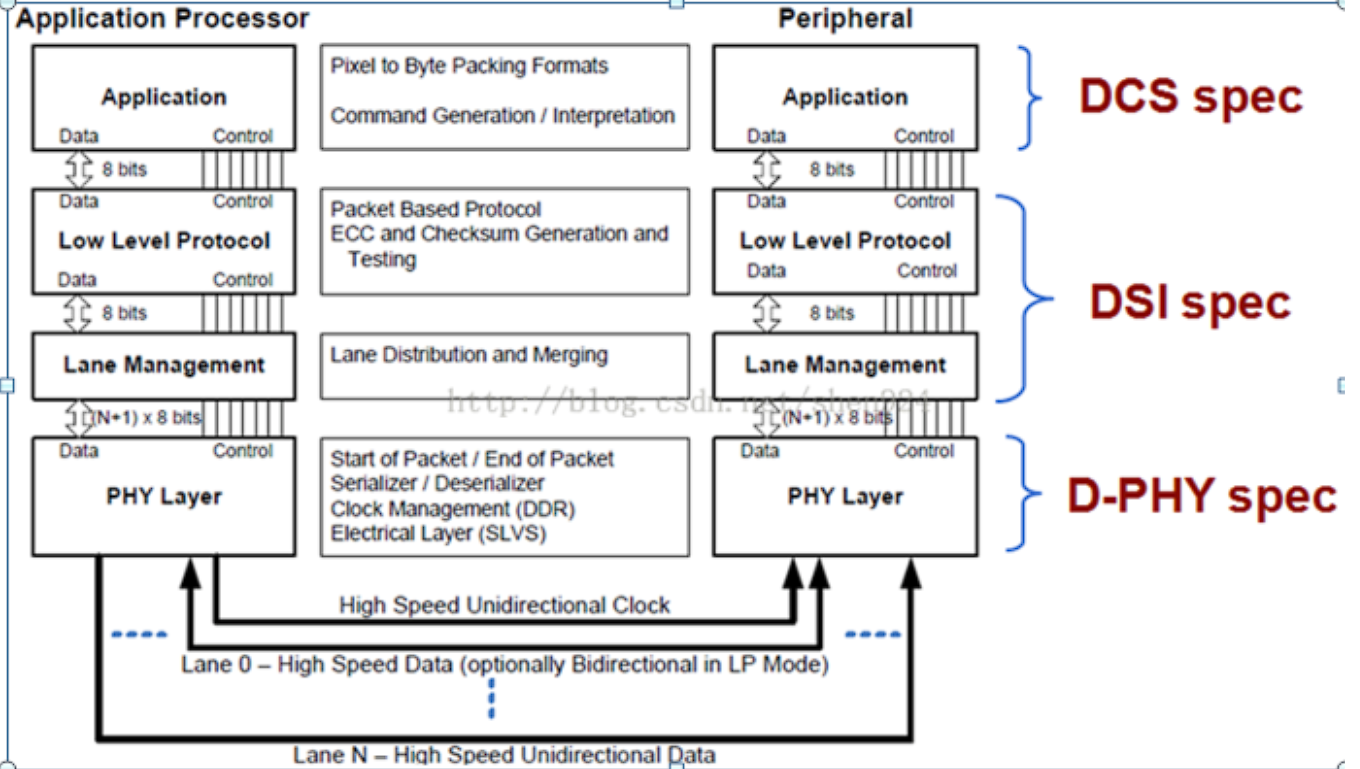 Application Processor
Peripheral
Application
Data Control
8 bits
Pixel to Byte Packing Formats
Command Generation / Interpretation
Application
Data Control
8 bits
DCS spec
Data Control
Low Level Protocol
Data Control
8 bits
Packet Based Protocol
ECC and Checksum Generation and
Testing
Data Control
Low Level Protocol
Data Control
8 bits
DSI spec
Lane Management
(N+1) x 8 bits
Lane Distribution and Merging
Lane Management
(N+1) x 8 bits
Data Control
PHY Layer
Start of Packet / End of Packet
Serializer / Deserializer
Clock Management (DDR)
Electrical Layer (SLVS)
Data Control
PHY Layer
D-PHY spec
High Speed Unidirectional Clock
Lane 0 – High Speed Data (optionally Bidirectional in LP Mode)
Lane N – High Speed Unidirectional Data